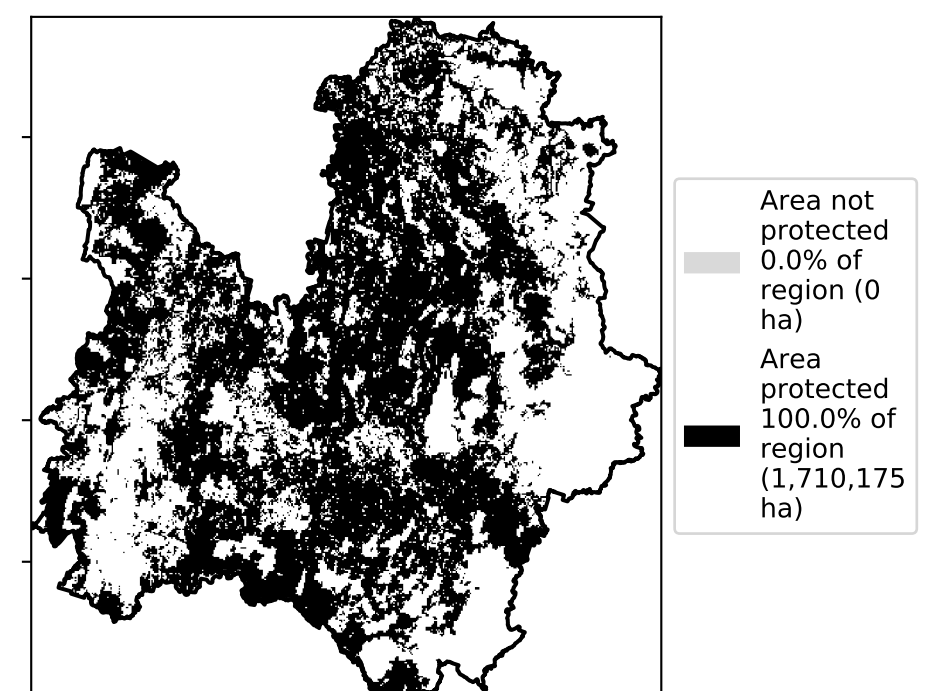 Area not
protected
0.0% of
region (0
ha)
Area
protected
100.0% of
region
(1,710,175
ha)